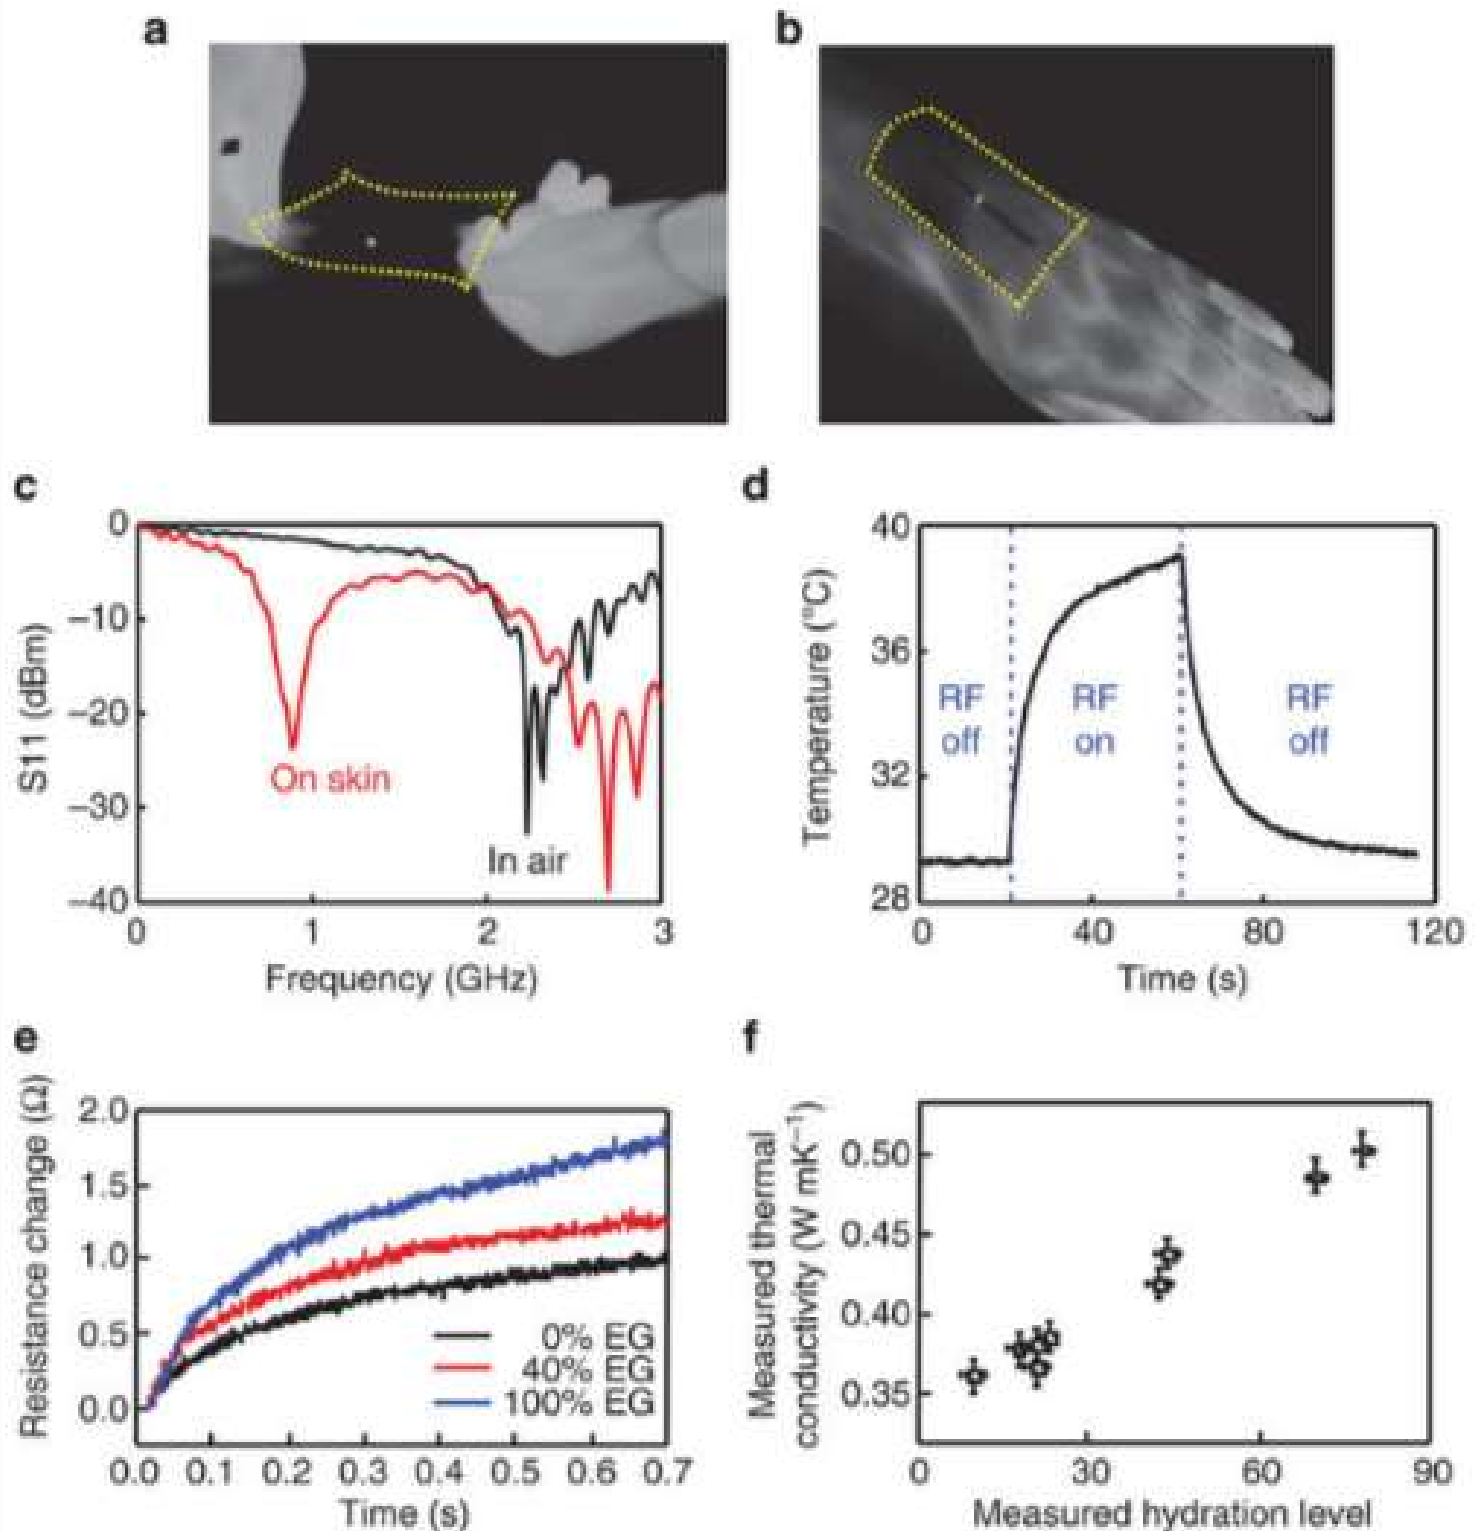 a
b
c
0
−10
−20
−30
−40
S11 (dBm)
On skin
In air
0
1
2
3
Frequency (GHz)
d
40
36
32
28
Temperature (°C)
RF
off
RF
on
RF
off
0
40
80
120
Time (s)
e
2.0
1.5
1.0
0.5
0.0
Resistance change (Ω)
0% EG
40% EG
100% EG
0.0
0.1
0.2
0.3
0.4
0.5
0.6
0.7
Time (s)
f
0.50
0.45
0.40
0.35
Measured thermal
conductivity (W mK⁻¹)
0
30
60
90
Measured hydration level